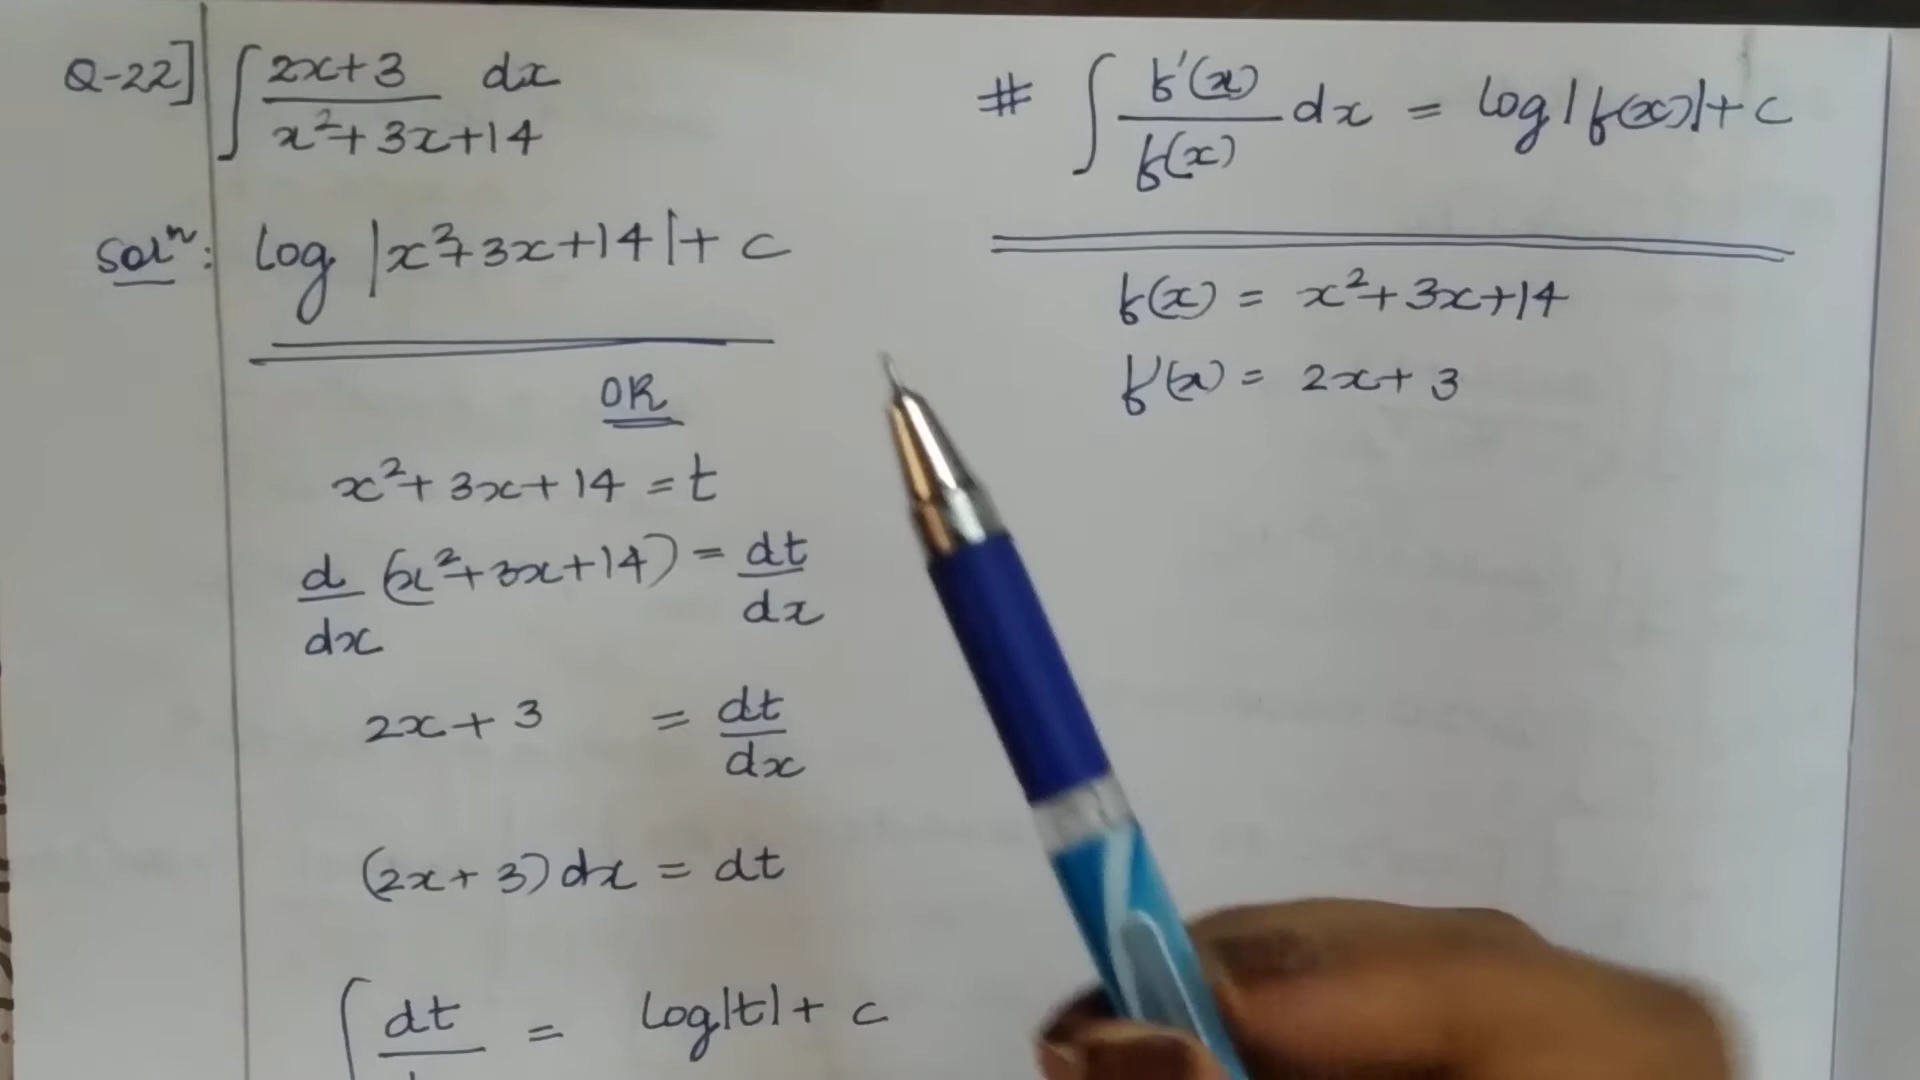 Q-22] ∫ (2x+3)/(x²+3x+14) dx
Solⁿ: log |x²+3x+14| + c
OR
x²+3x+14 = t
d/dx (x²+3x+14) = dt/dx
2x+3 = dt/dx
(2x+3)dx = dt
∫ dt = log|t| + c
# ∫ f'(x)/f(x) dx = log|f(x)| + c
f(x) = x²+3x+14
f'(x) = 2x+3